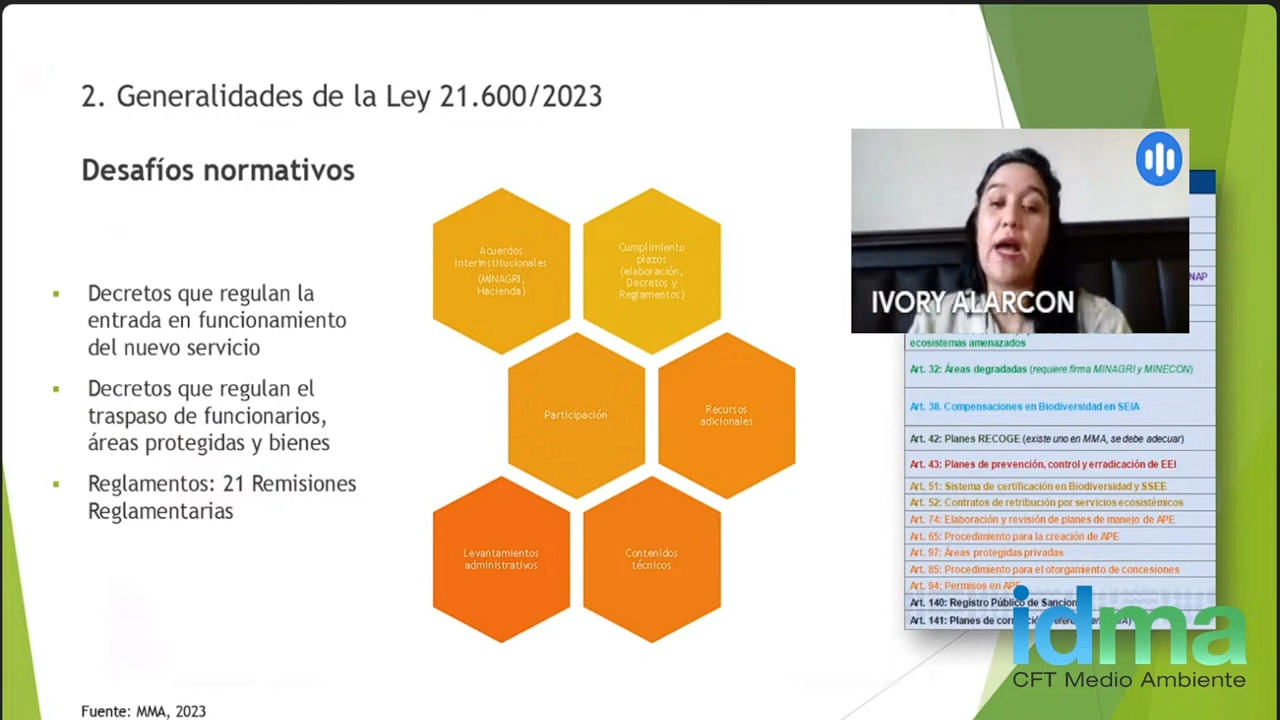 2. Generalidades de la Ley 21.600/2023
Desafíos normativos
Decretos que regulan la
entrada en funcionamiento
del nuevo servicio
Decretos que regulan el
traspaso de funcionarios,
áreas protegidas y bienes
Reglamentos: 21 Remisiones
Reglamentarias
Acuerdos
Interinstitucionales
(MINAGRI,
Hacienda)
Cumplimiento
plazos
(elaboración,
Decretos y
Reglamentos)
Participación
Recursos
adicionales
Levantamientos
administrativos
Contenidos
técnicos
IVORY ALARCON
NAP
ecosistemas amenazados
Art. 32: Áreas degradadas (requiere firma MINAGRI y MINECON)
Art. 38. Compensaciones en Biodiversidad en SEIA
Art. 42: Planes RECOGE (existe uno en MMA, se debe adecuar)
Art. 43: Planes de prevención, control y erradicación de EEI
Art. 51: Sistema de certificación en Biodiversidad y SSEE
Art. 52: Contratos de retribución por servicios ecosistémicos
Art. 74: Elaboración y revisión de planes de manejo de APE
Art. 65: Procedimiento para la creación de APE
Art. 97: Áreas protegidas privadas
Art. 85: Procedimiento para el otorgamiento de concesiones
Art. 94: Permisos en APE
Art. 140: Registro Público de Sancion
Art. 141: Planes de
idma
CFT Medio Ambiente
Fuente: MMA, 2023